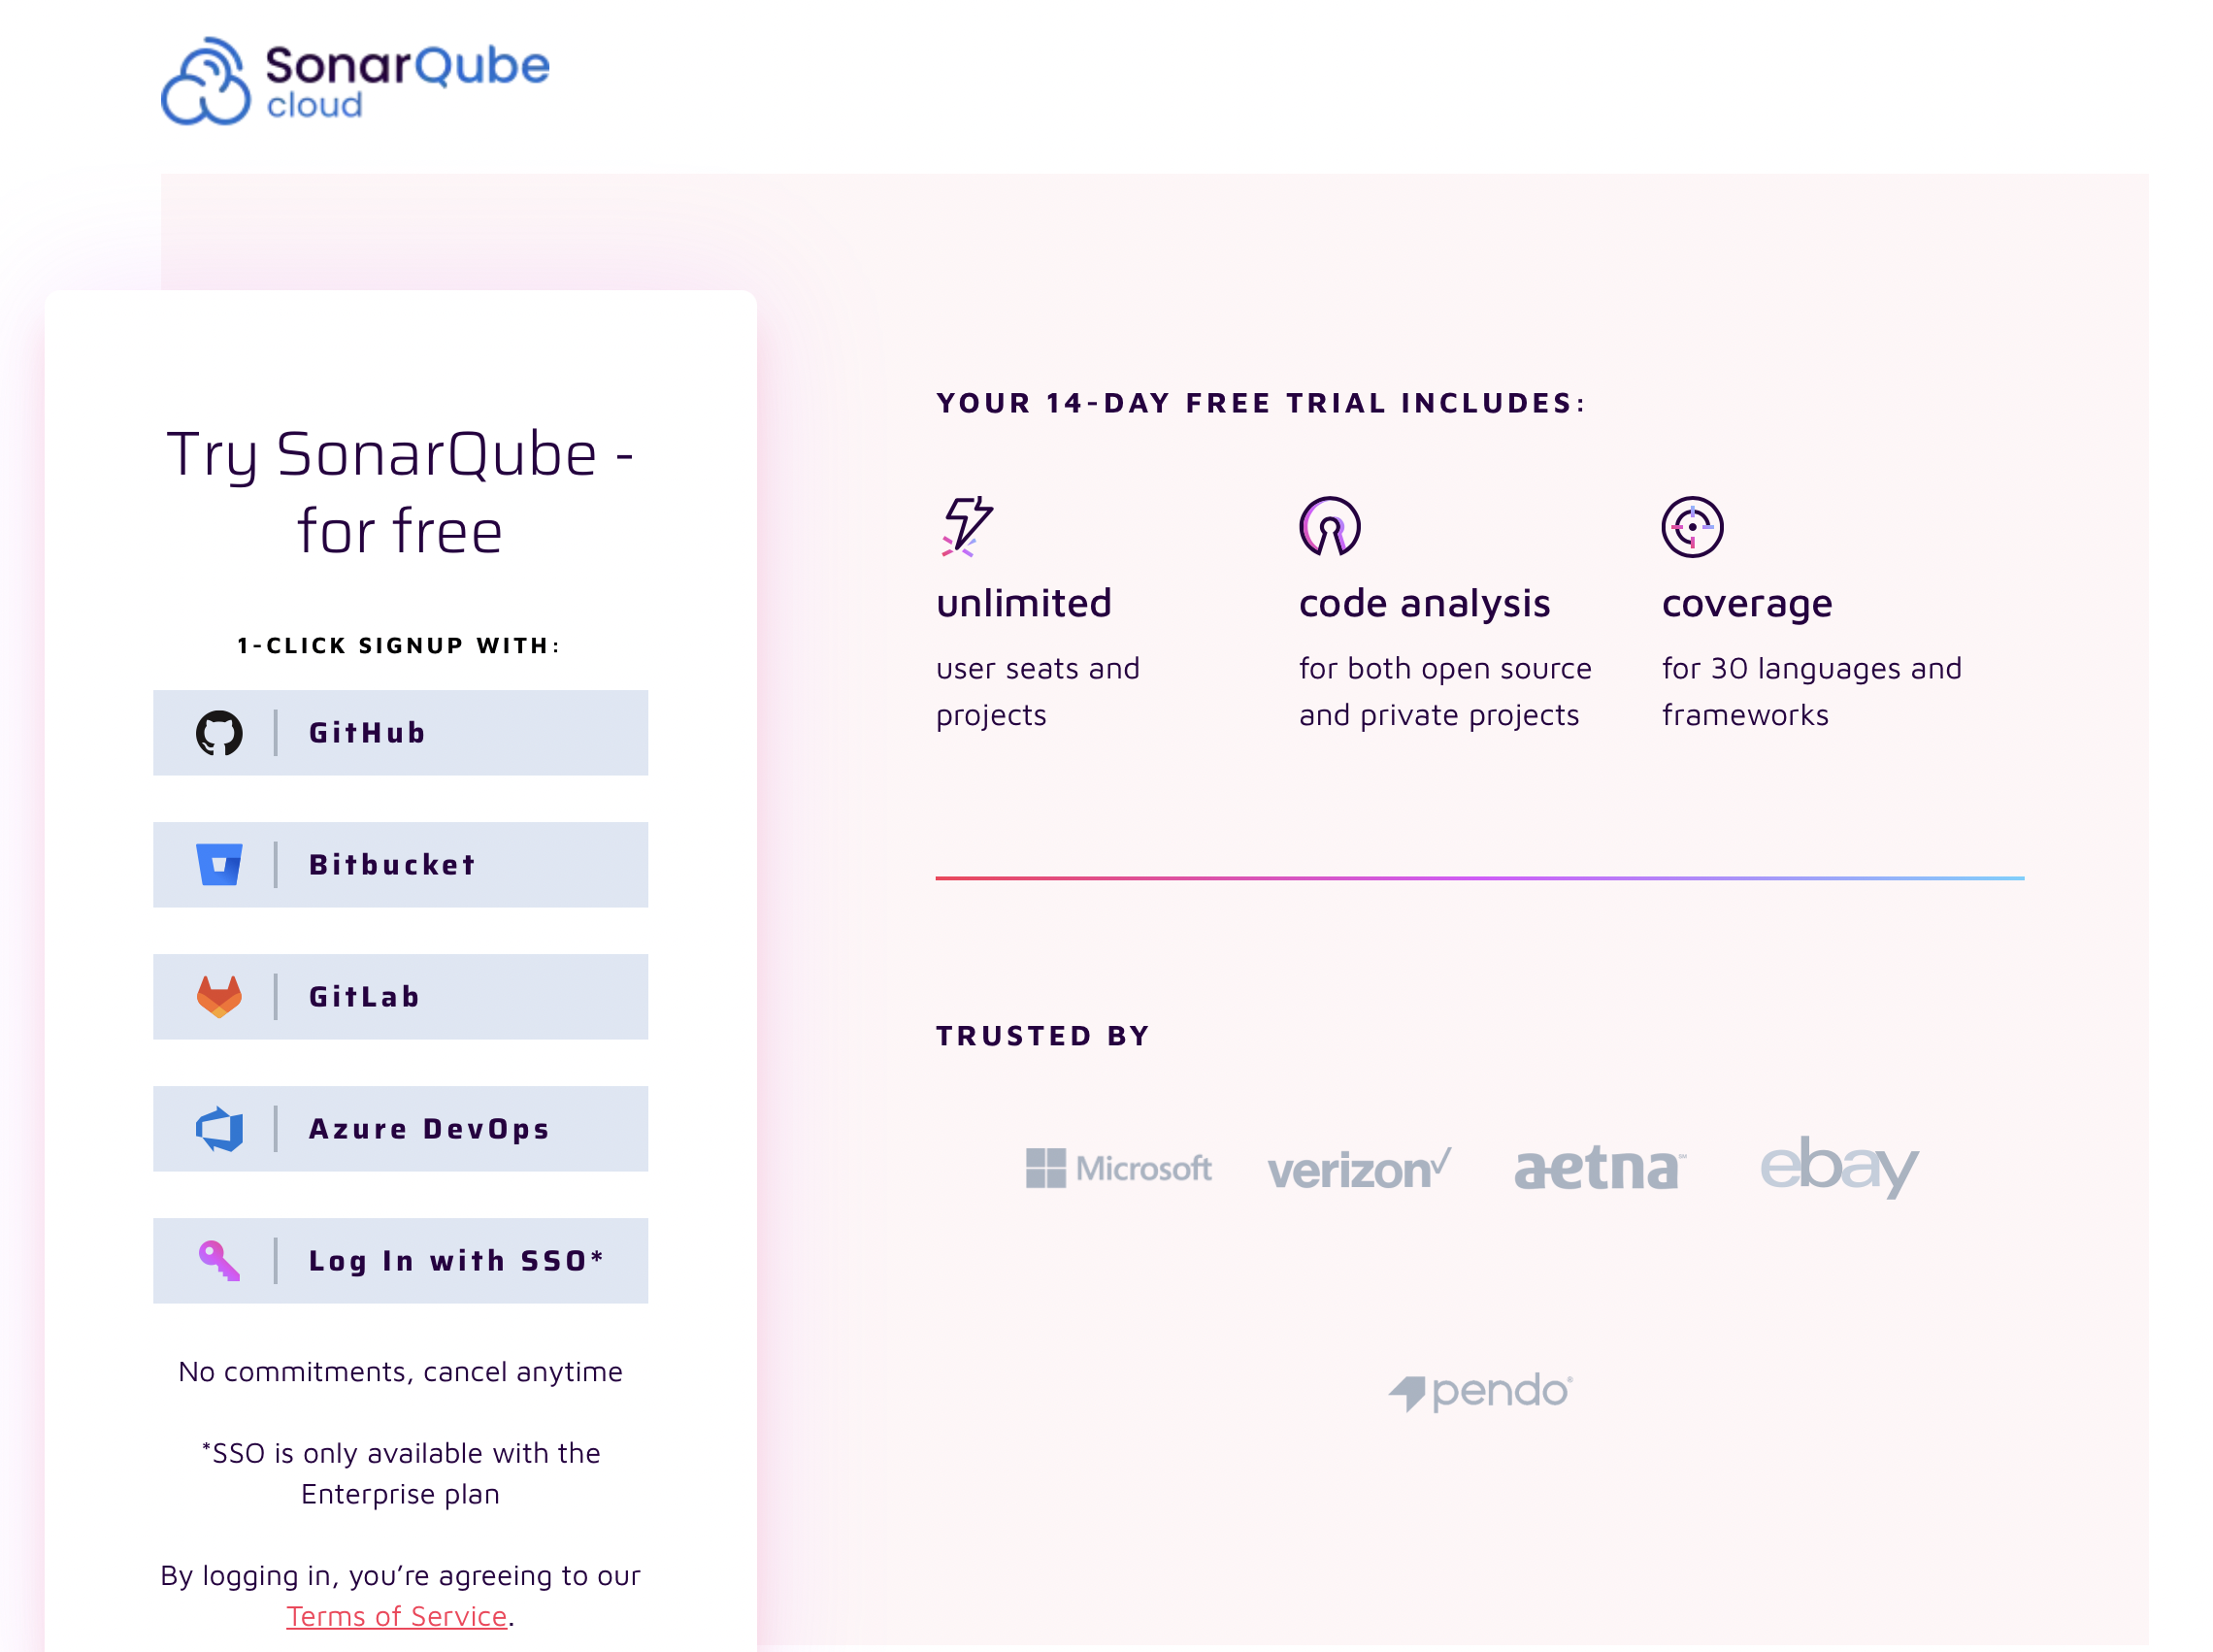 SonarQube
cloud
Try SonarQube -
for free
1-CLICK SIGNUP WITH:
GitHub
Bitbucket
GitLab
Azure DevOps
Log In with SSO*
No commitments, cancel anytime
*SSO is only available with the
Enterprise plan
By logging in, you’re agreeing to our
Terms of Service.
YOUR 14-DAY FREE TRIAL INCLUDES:
unlimited
user seats and
projects
code analysis
for both open source
and private projects
coverage
for 30 languages and
frameworks
TRUSTED BY
Microsoft
verizon✓
aetna℠
ebay
pendo®